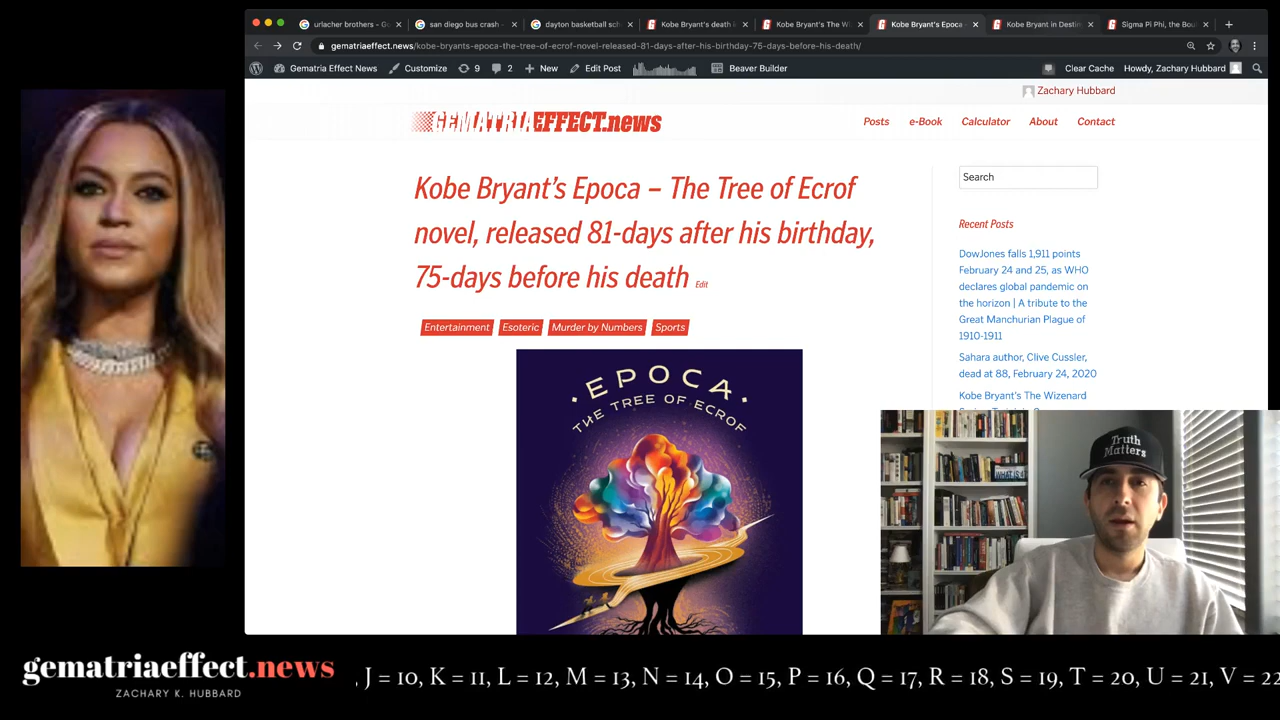 urlacher brothers - Go
san diego bus crash -
dayton basketball sch
Kobe Bryant's death
Kobe Bryant's The Wi
Kobe Bryant's Epoca
Kobe Bryant in Destin
Sigma Pi Phi, the Bou
gematriaeffect.news/kobe-bryants-epoca-the-tree-of-ecrof-novel-released-81-days-after-his-birthday-75-days-before-his-death/
Gematria Effect News
Customize
9
2
New
Edit Post
Beaver Builder
Clear Cache
Howdy, Zachary Hubbard
Zachary Hubbard
GEMATRIAEFFECT.news
Posts
e-Book
Calculator
About
Contact
Kobe Bryant's Epoca – The Tree of Ecrof
novel, released 81-days after his birthday,
75-days before his death Edit
Entertainment
Esoteric
Murder by Numbers
Sports
EPOCA
THE TREE OF ECROF
Search
Recent Posts
DowJones falls 1,911 points
February 24 and 25, as WHO
declares global pandemic on
the horizon | A tribute to the
Great Manchurian Plague of
1910-1911
Sahara author, Clive Cussler,
dead at 88, February 24, 2020
Kobe Bryant's The Wizenard
Truth
Matters
gematriaeffect.news
ZACHARY K. HUBBARD
, J = 10, K = 11, L = 12, M = 13, N = 14, O = 15, P = 16, Q = 17, R = 18, S = 19, T = 20, U = 21, V = 22